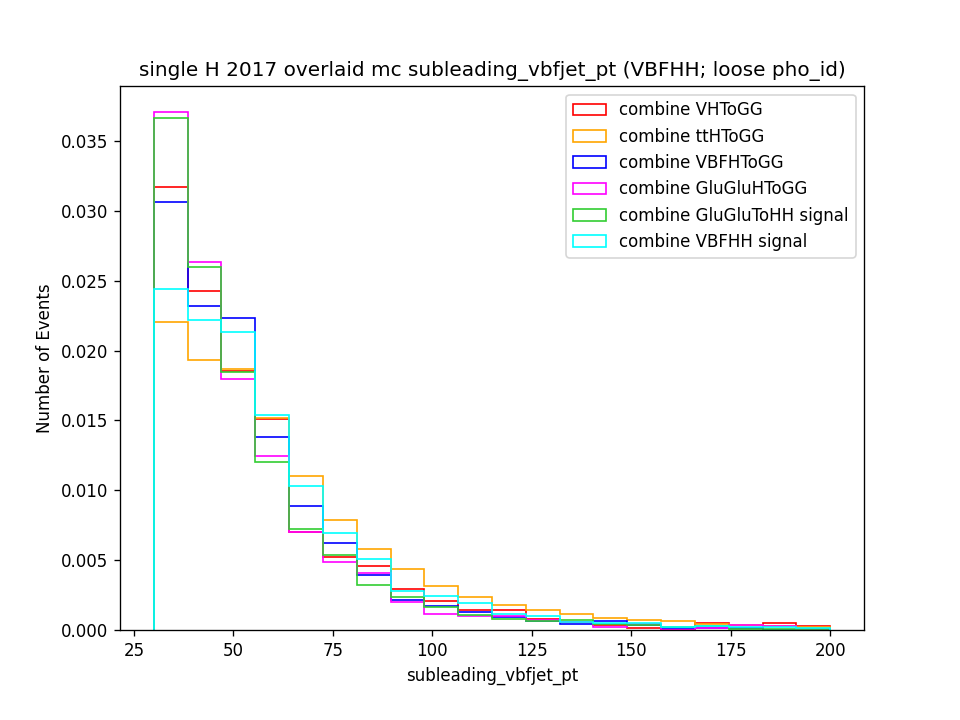 single H 2017 overlaid mc subleading_vbfjet_pt (VBFHH; loose pho_id)
combine VHToGG
combine ttHToGG
combine VBFHToGG
combine GluGluHToGG
combine GluGluToHH signal
combine VBFHH signal
Number of Events
0.035
0.030
0.025
0.020
0.015
0.010
0.005
0.000
25 50 75 100 125 150 175 200
subleading_vbfjet_pt